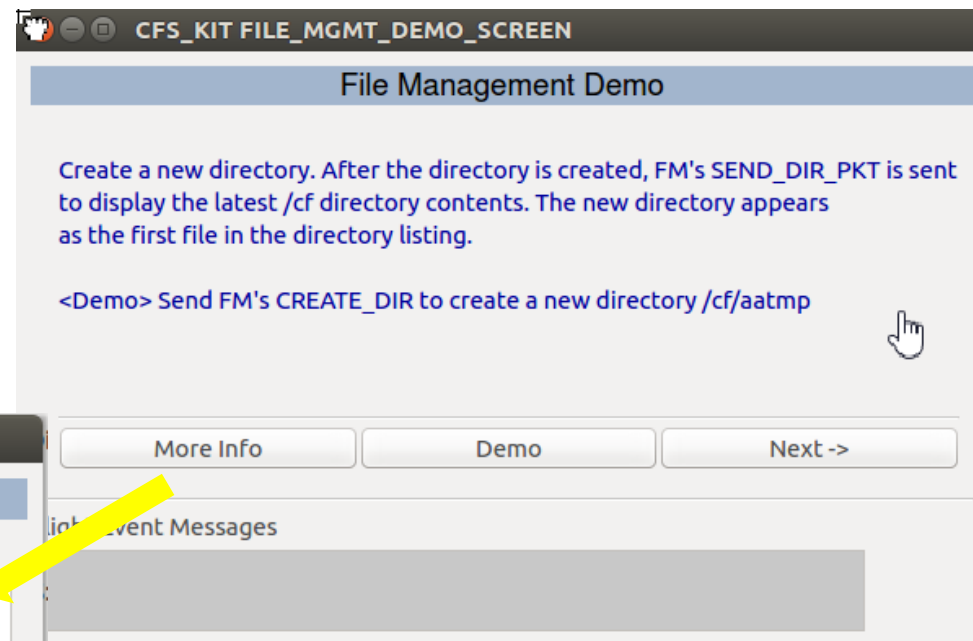 CFS_KIT FILE_MGMT_DEMO_SCREEN
File Management Demo
Create a new directory. After the directory is created, FM's SEND_DIR_PKT is sent
to display the latest /cf directory contents. The new directory appears
as the first file in the directory listing.
<Demo> Send FM's CREATE_DIR to create a new directory /cf/aatmp
More Info Demo Next ->
Event Messages